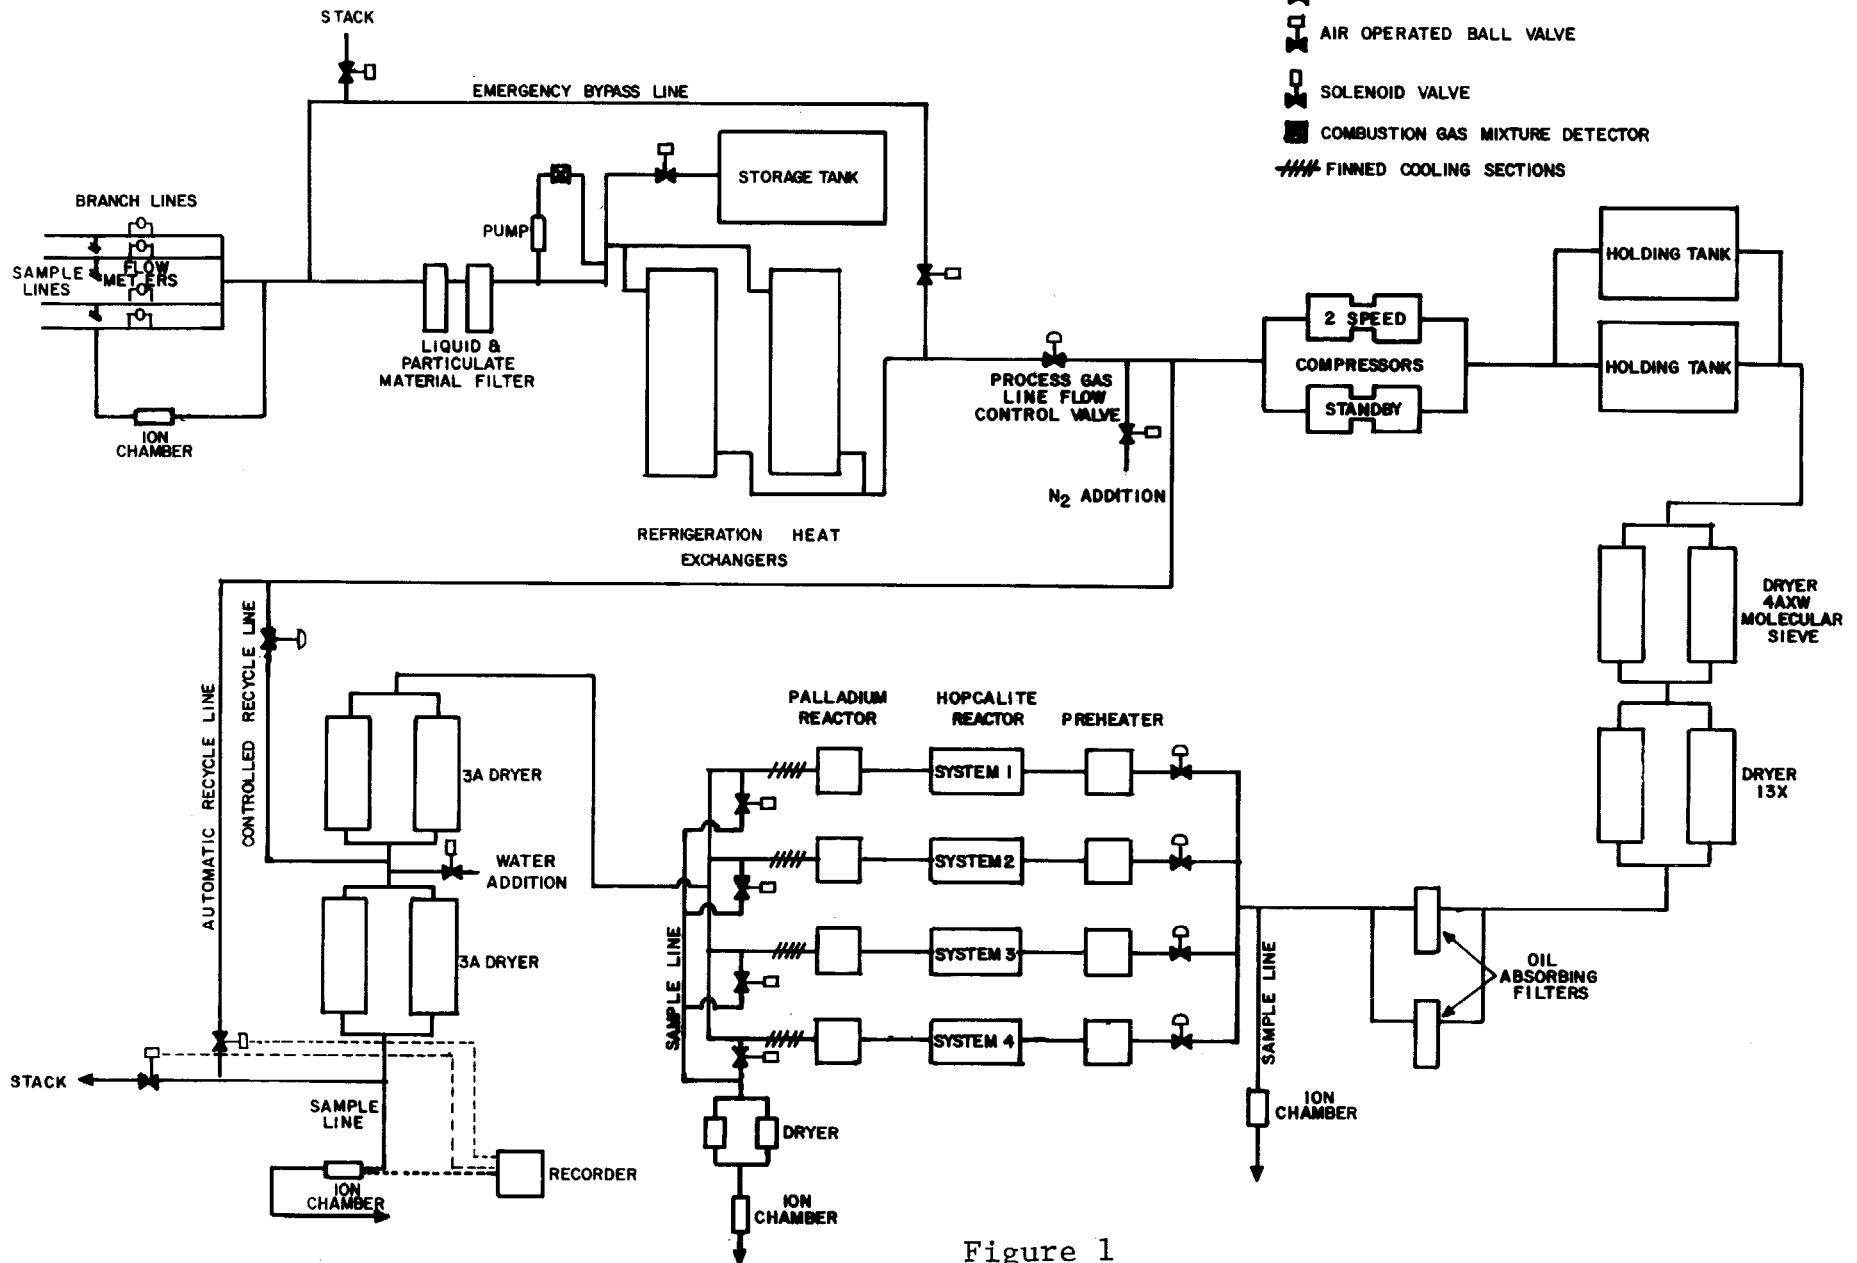 STACK
AIR OPERATED BALL VALVE
EMERGENCY BYPASS LINE
SOLENOID VALVE
COMBUSTION GAS MIXTURE DETECTOR
FINNED COOLING SECTIONS
STORAGE TANK
BRANCH LINES
PUMP
SAMPLE
LINES
FLOW
METERS
HOLDING TANK
2 SPEED
COMPRESSORS
HOLDING TANK
STANDBY
LIQUID &
PARTICULATE
MATERIAL FILTER
PROCESS GAS
LINE FLOW
CONTROL VALVE
ION
CHAMBER
N2 ADDITION
REFRIGERATION HEAT
EXCHANGERS
DRYER
4AXW
MOLECULAR
SIEVE
AUTOMATIC RECYCLE LINE
CONTROLLED RECYCLE LINE
PALLADIUM
REACTOR
HOPCALITE
REACTOR
PREHEATER
3A DRYER
SYSTEM 1
DRYER
13X
WATER
ADDITION
SYSTEM 2
3A DRYER
SAMPLE LINE
SYSTEM 3
SAMPLE LINE
OIL
ABSORBING
FILTERS
SYSTEM 4
STACK
SAMPLE
LINE
ION
CHAMBER
DRYER
RECORDER
ION
CHAMBER
ION
CHAMBER
Figure 1